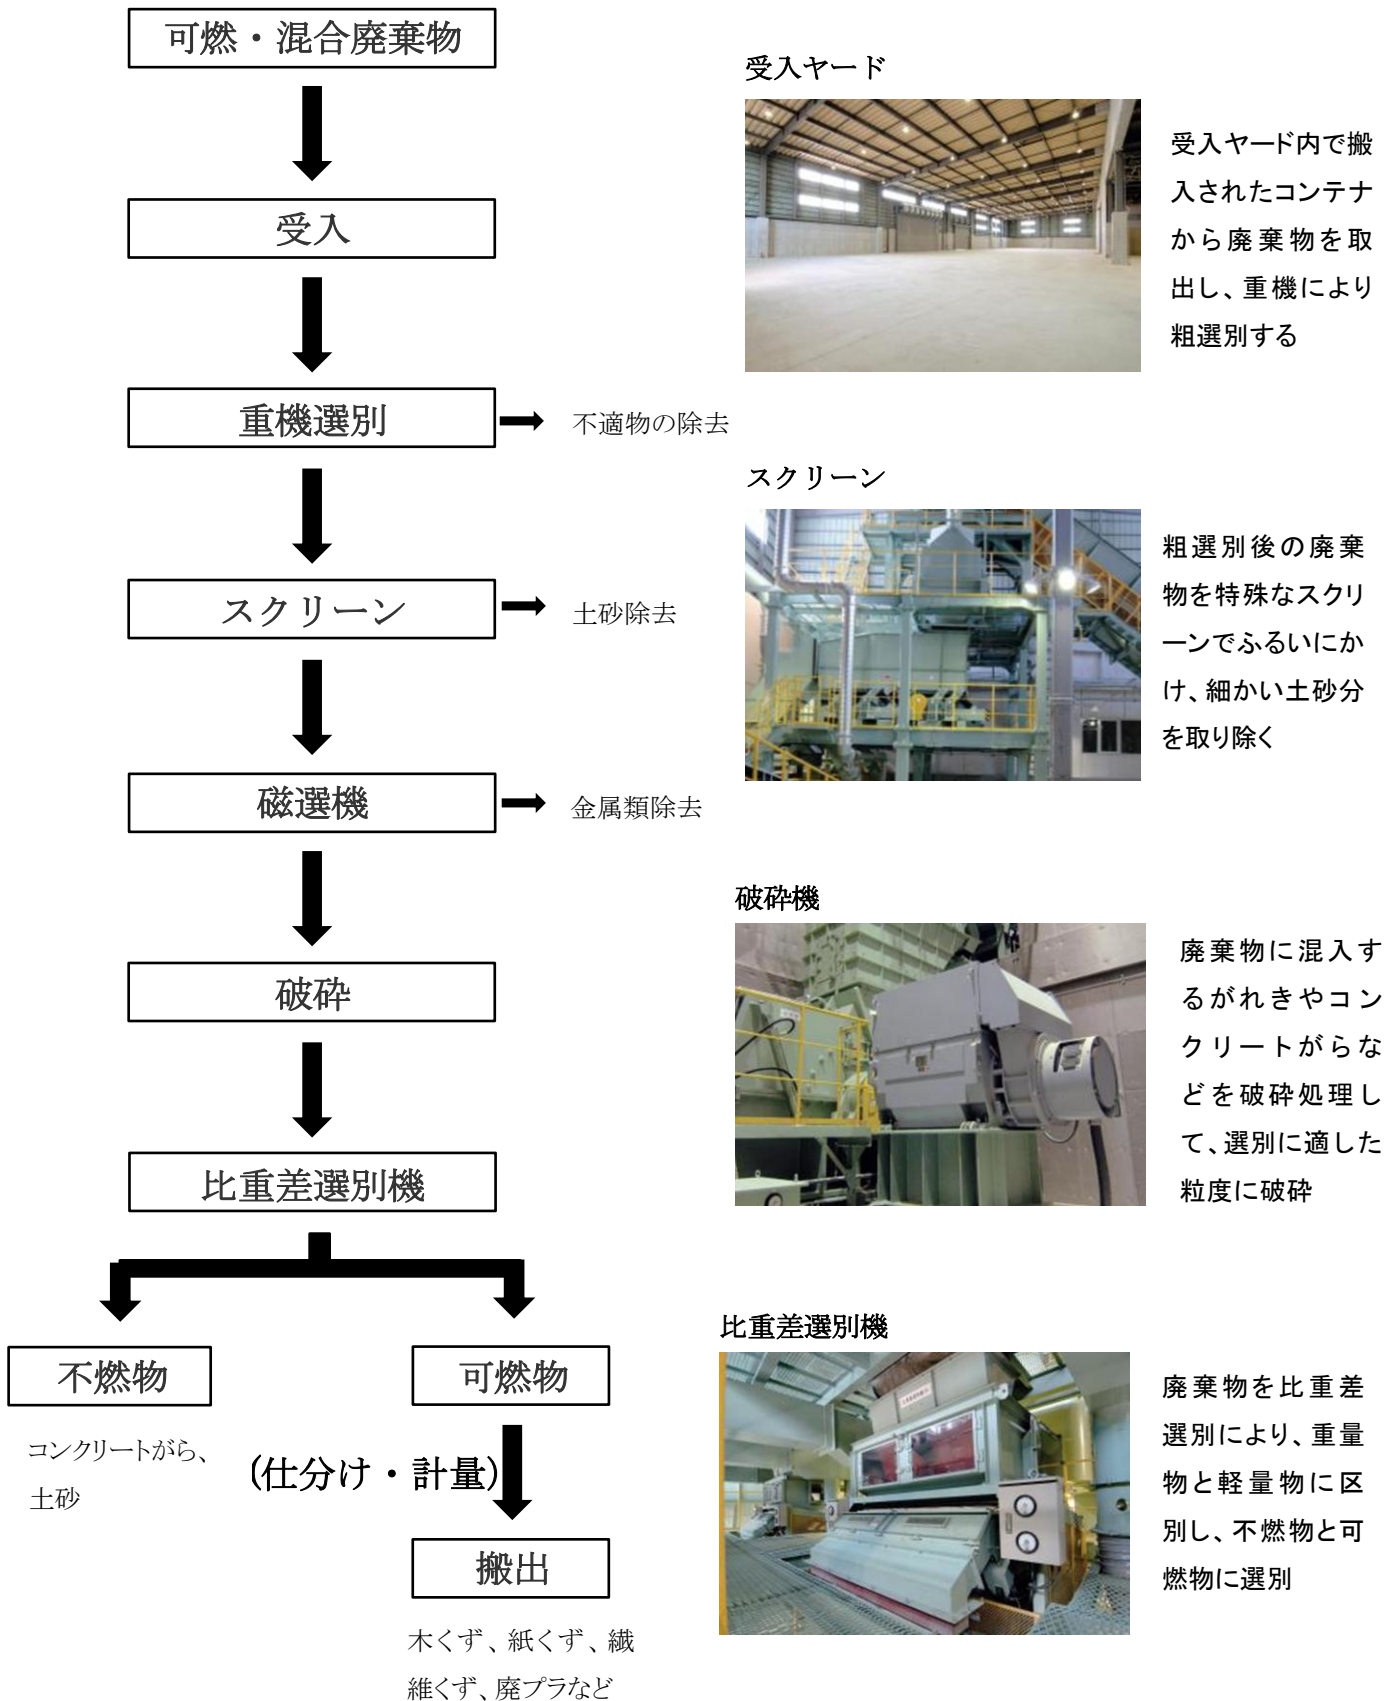 可燃・混合廃棄物
受入
重機選別
不適物の除去
スクリーン
土砂除去
磁選機
金属類除去
破砕
比重差選別機
不燃物
可燃物
コンクリートがら、
土砂
(仕分け・計量)
搬出
木くず、紙くず、繊
維くず、廃プラなど
受入ヤード
受入ヤード内で搬
入されたコンテナ
から廃棄物を取
出し、重機により
粗選別する
スクリーン
粗選別後の廃棄
物を特殊なスクリ
ーンでふるいにか
け、細かい土砂分
を取り除く
破砕機
廃棄物に混入す
るがれきやコン
クリートがらな
どを破砕処理し
て、選別に適した
粒度に破砕
比重差選別機
廃棄物を比重差
選別により、重量
物と軽量物に区
別し、不燃物と可
燃物に選別